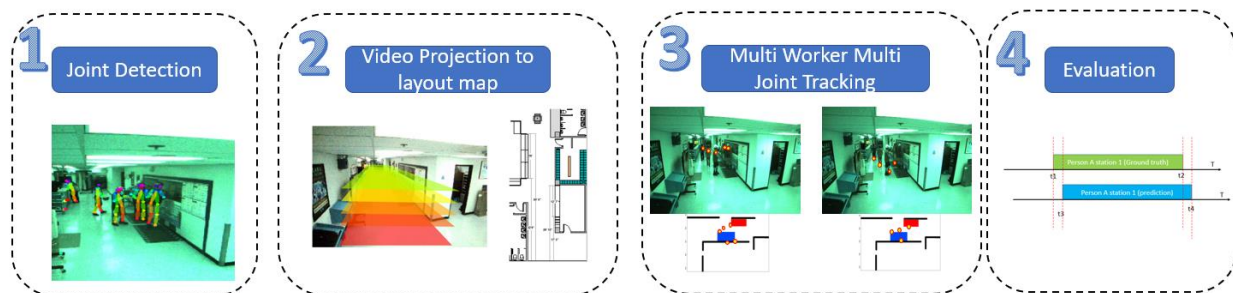 1
Joint Detection
2
Video Projection to
layout map
3
Multi Worker Multi
Joint Tracking
4
Evaluation
Person A station 1 (Ground truth)
T
t1
t2
Person A station 1 (prediction)
T
t3
t4